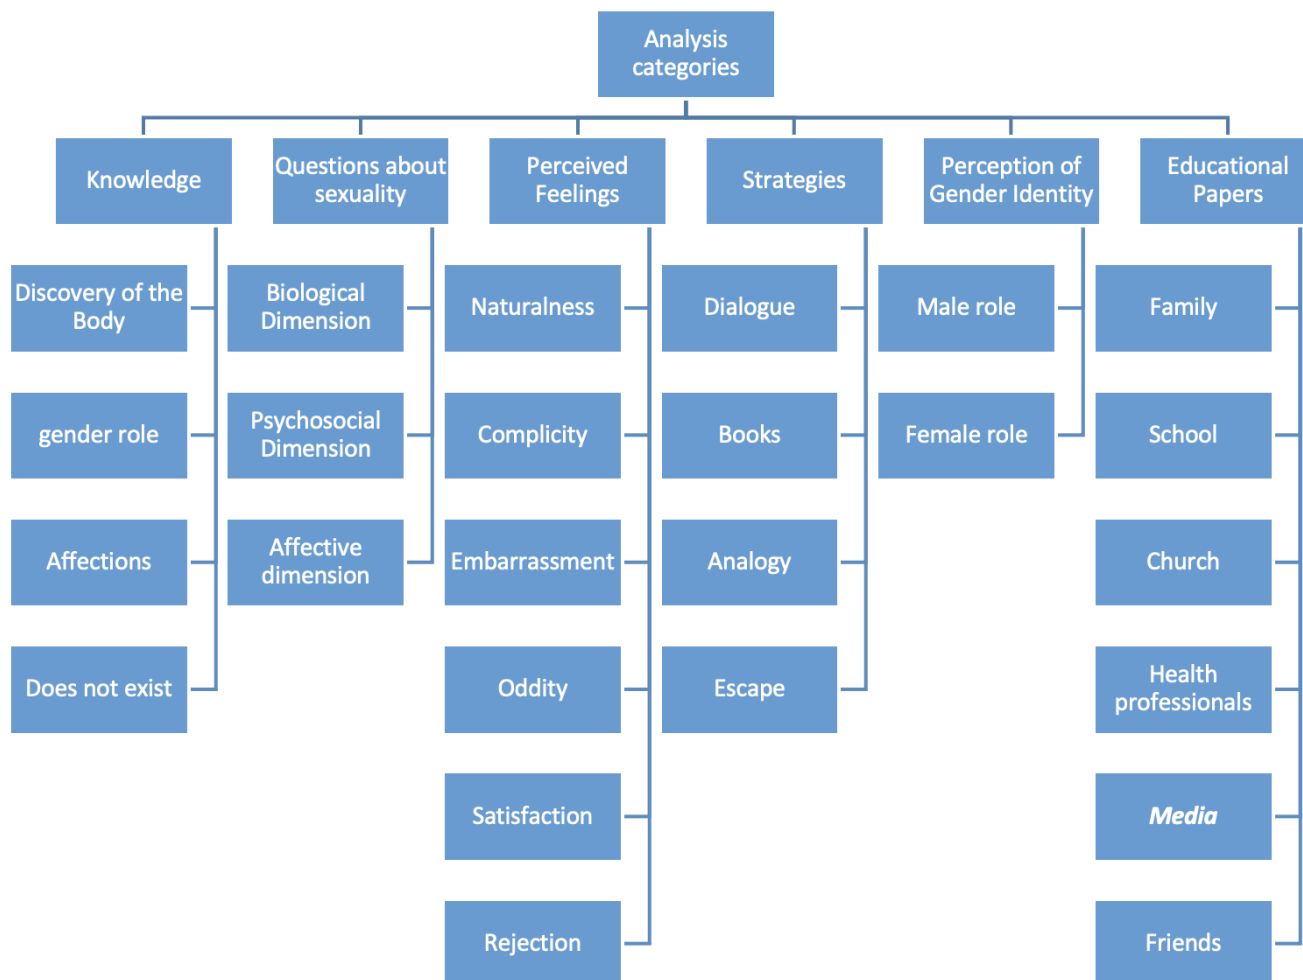 Analysis
categories
Knowledge
Questions about
sexuality
Perceived
Feelings
Strategies
Perception of
Gender Identity
Educational
Papers
Discovery of the
Body
Biological
Dimension
Naturalness
Dialogue
Male role
Family
gender role
Psychosocial
Dimension
Complicity
Books
Female role
School
Affections
Affective
dimension
Embarrassment
Analogy
Church
Does not exist
Oddity
Escape
Health
professionals
Satisfaction
Media
Rejection
Friends